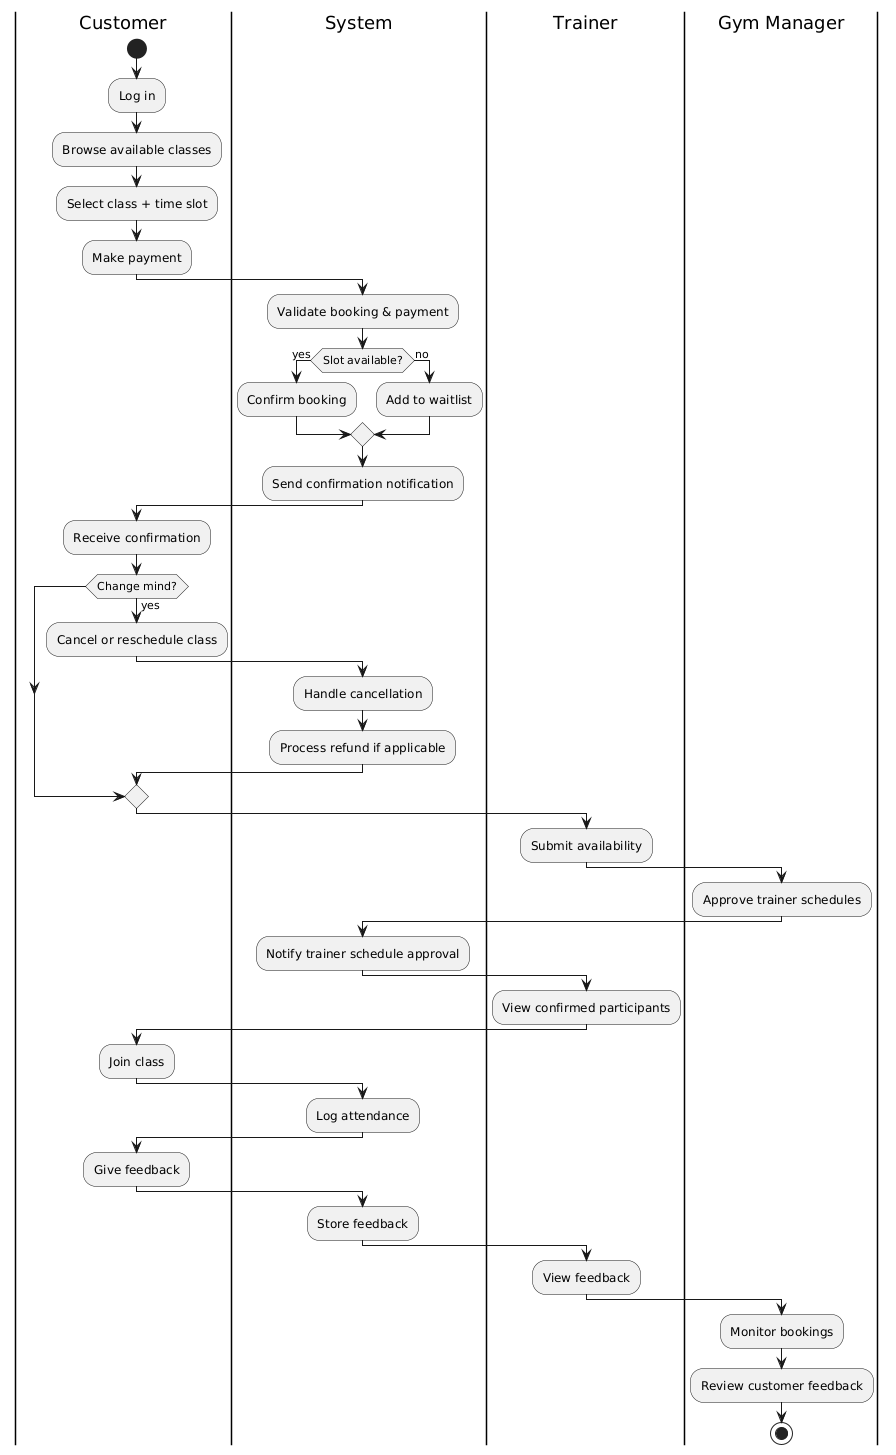 Customer
System
Trainer
Gym Manager
Log in
Browse available classes
Select class + time slot
Make payment
Validate booking & payment
yes
Slot available?
no
Confirm booking
Add to waitlist
Send confirmation notification
Receive confirmation
Change mind?
yes
Cancel or reschedule class
Handle cancellation
Process refund if applicable
Submit availability
Approve trainer schedules
Notify trainer schedule approval
View confirmed participants
Join class
Log attendance
Give feedback
Store feedback
View feedback
Monitor bookings
Review customer feedback